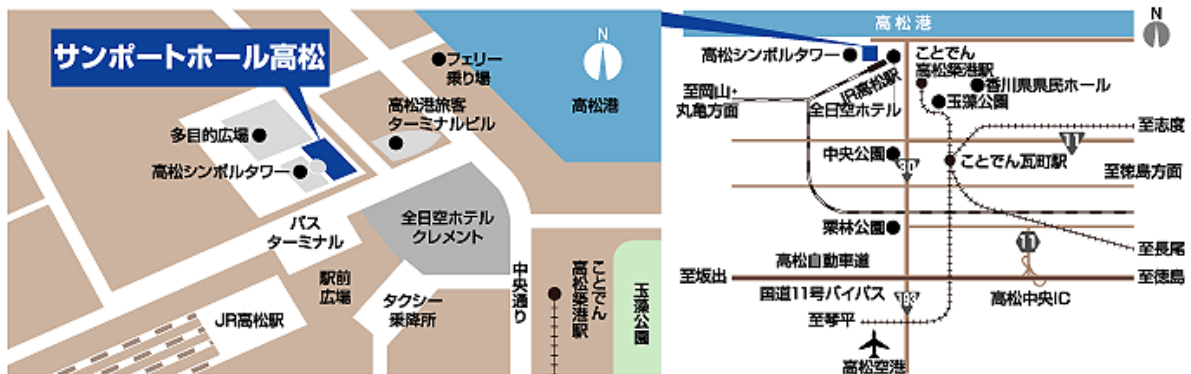 サンポートホール高松
N
フェリー
乗り場
高松港
高松港旅客
ターミナルビル
多目的広場
高松シンボルタワー
バス
ターミナル
全日空ホテル
クレメント
駅前
広場
タクシー
乗降所
JR高松駅
中央通り
ことでん
高松築港駅
玉藻公園
高松港
N
高松シンボルタワー
ことでん
高松築港駅
JR高松駅
香川県県民ホール
玉藻公園
至岡山・
丸亀方面
全日空ホテル
至志度
11
中央公園
30
ことでん瓦町駅
至徳島方面
栗林公園
11
至長尾
高松自動車道
至坂出
至徳島
国道11号バイパス
193
高松中央IC
至琴平
高松空港